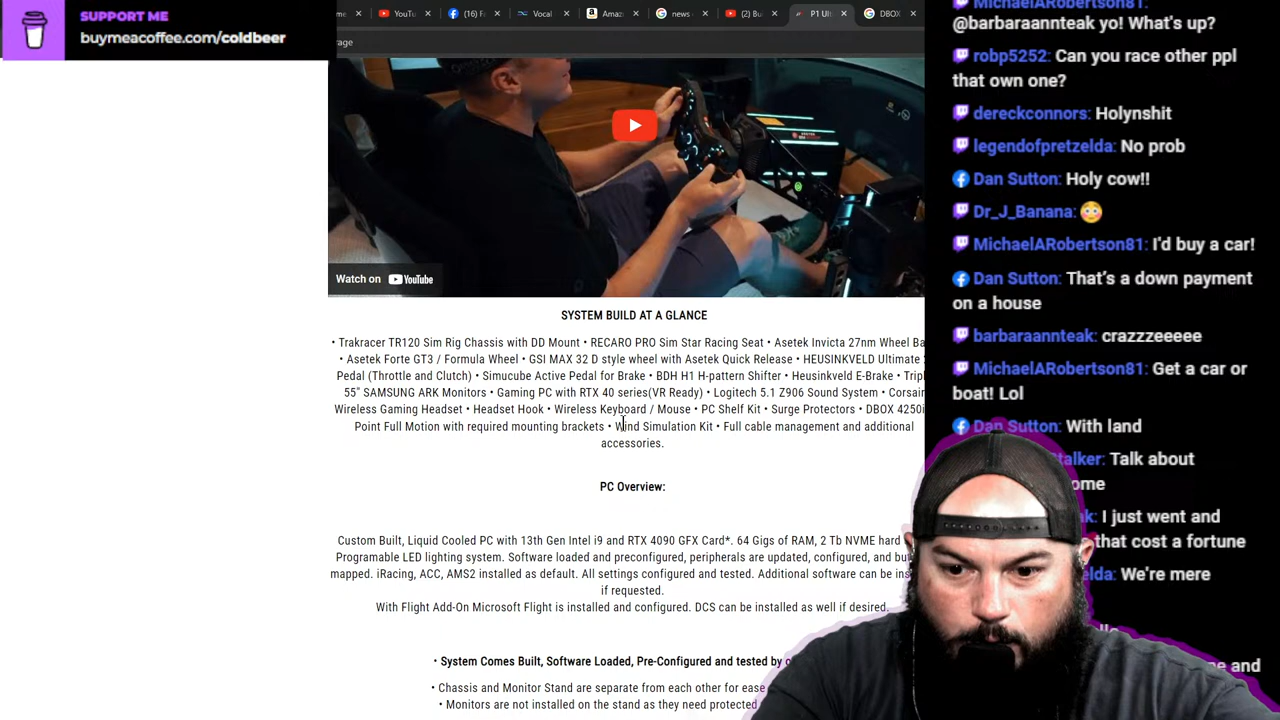 SUPPORT ME
buymeacoffee.com/coldbeer
YouTu
(18) F
Vocal
Amaz
news
(2) Bu
P1 Ult
DBOX
rage
Watch on YouTube
SYSTEM BUILD AT A GLANCE
• Trakracer TR120 Sim Rig Chassis with DD Mount • RECARO PRO Sim Star Racing Seat • Asetek Invicta 27nm Wheel Ba
• Asetek Forte GT3 / Formula Wheel • GSI MAX 32 D style wheel with Asetek Quick Release • HEUSINKVELD Ultimate
Pedal (Throttle and Clutch) • Simucube Active Pedal for Brake • BDH H1 H-pattern Shifter • Heusinkveld E-Brake • Tripl
55" SAMSUNG ARK Monitors • Gaming PC with RTX 40 series(VR Ready) • Logitech 5.1 Z906 Sound System • Corsair
Wireless Gaming Headset • Headset Hook • Wireless Keyboard / Mouse • PC Shelf Kit • Surge Protectors • DBOX 4250i
Point Full Motion with required mounting brackets • Wind Simulation Kit • Full cable management and additional
accessories.
PC Overview:
Custom Built, Liquid Cooled PC with 13th Gen Intel i9 and RTX 4090 GFX Card*. 64 Gigs of RAM, 2 Tb NVME hard
Programable LED lighting system. Software loaded and preconfigured, peripherals are updated, configured, and but
mapped. iRacing, ACC, AMS2 installed as default. All settings configured and tested. Additional software can be ins
if requested.
With Flight Add-On Microsoft Flight is installed and configured. DCS can be installed as well if desired.
• System Comes Built, Software Loaded, Pre-Configured and tested by o
• Chassis and Monitor Stand are separate from each other for ease
• Monitors are not installed on the stand as they need protected
MichaelARobertson81:
@barbaraannteak yo! What's up?
robp5252: Can you race other ppl
that own one?
dereckconnors: Holynshit
legendofpretzelda: No prob
Dan Sutton: Holy cow!!
Dr_J_Banana: 😳
MichaelARobertson81: I'd buy a car!
Dan Sutton: That's a down payment
on a house
barbaraannteak: crazzzeeeee
MichaelARobertson81: Get a car or
boat! Lol
Dan Sutton: With land
Stalker: Talk about
ome
k: I just went and
that cost a fortune
elda: We're mere